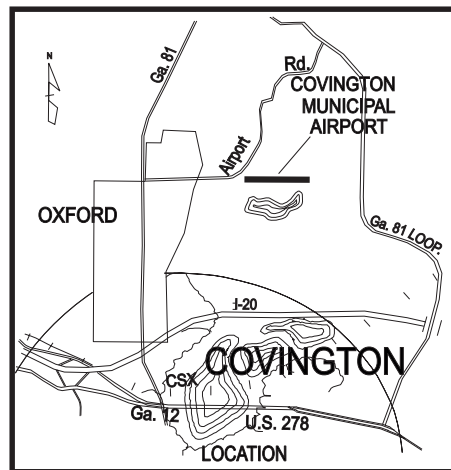 Ga. 81
N
Rd.
COVINGTON
MUNICIPAL
AIRPORT
Airport
OXFORD
Ga. 81 LOOP.
I-20
COVINGTON
CSX
Ga. 12
U.S. 278
LOCATION